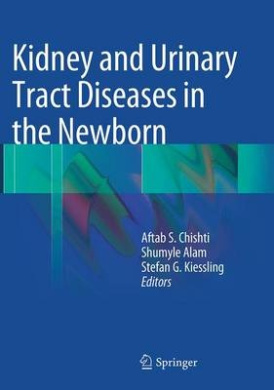 Kidney and Urinary
Tract Diseases in
the Newborn
Aftab S. Chishti
Shumyle Alam
Stefan G. Kiessling
Editors
Springer